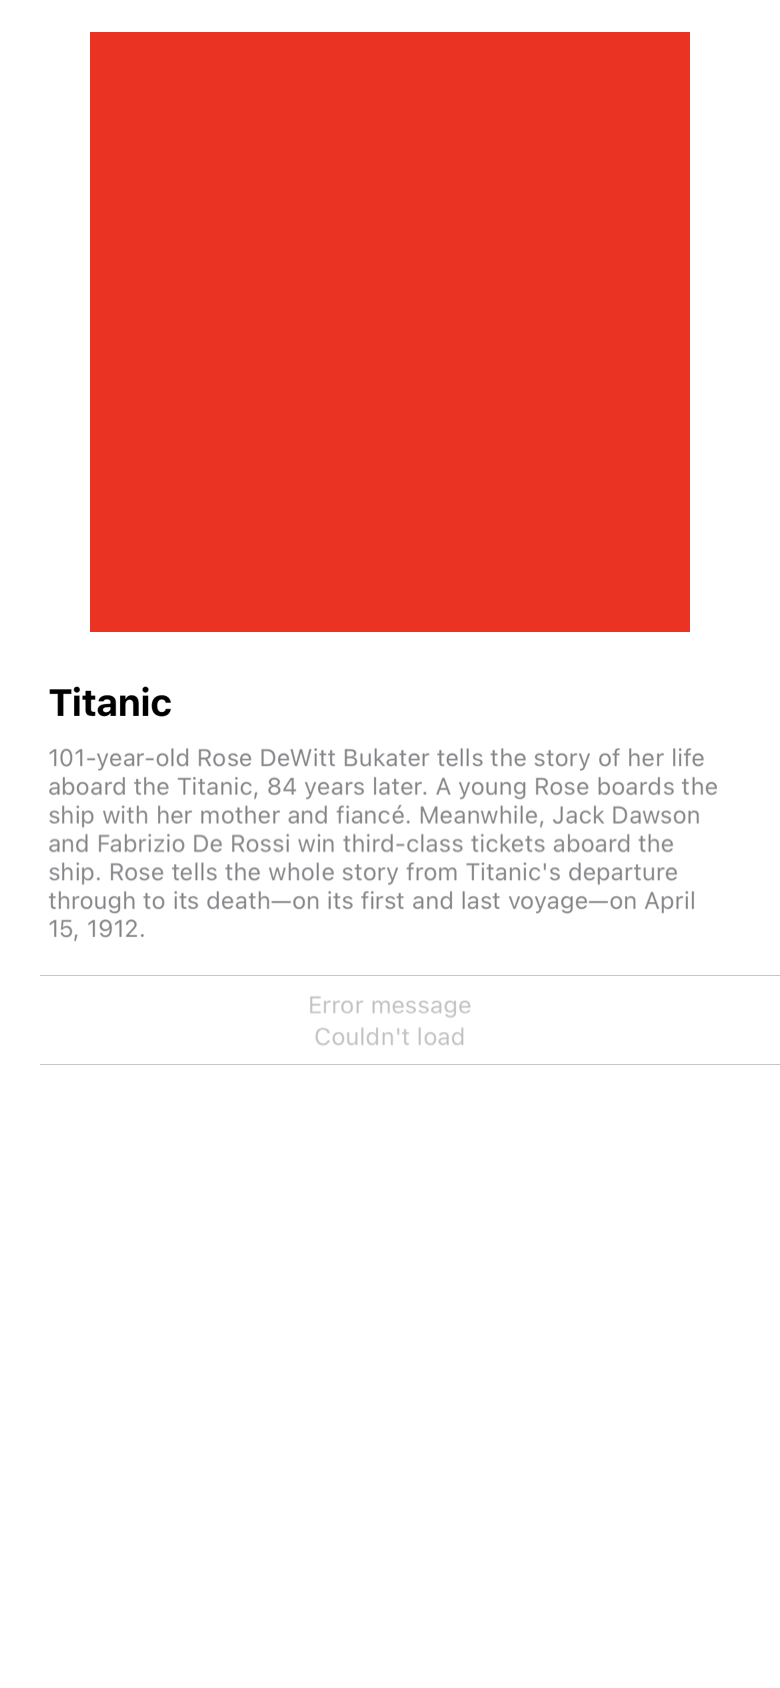 Titanic
101-year-old Rose DeWitt Bukater tells the story of her life
aboard the Titanic, 84 years later. A young Rose boards the
ship with her mother and fiancé. Meanwhile, Jack Dawson
and Fabrizio De Rossi win third-class tickets aboard the
ship. Rose tells the whole story from Titanic's departure
through to its death—on its first and last voyage—on April
15, 1912.
Error message
Couldn't load